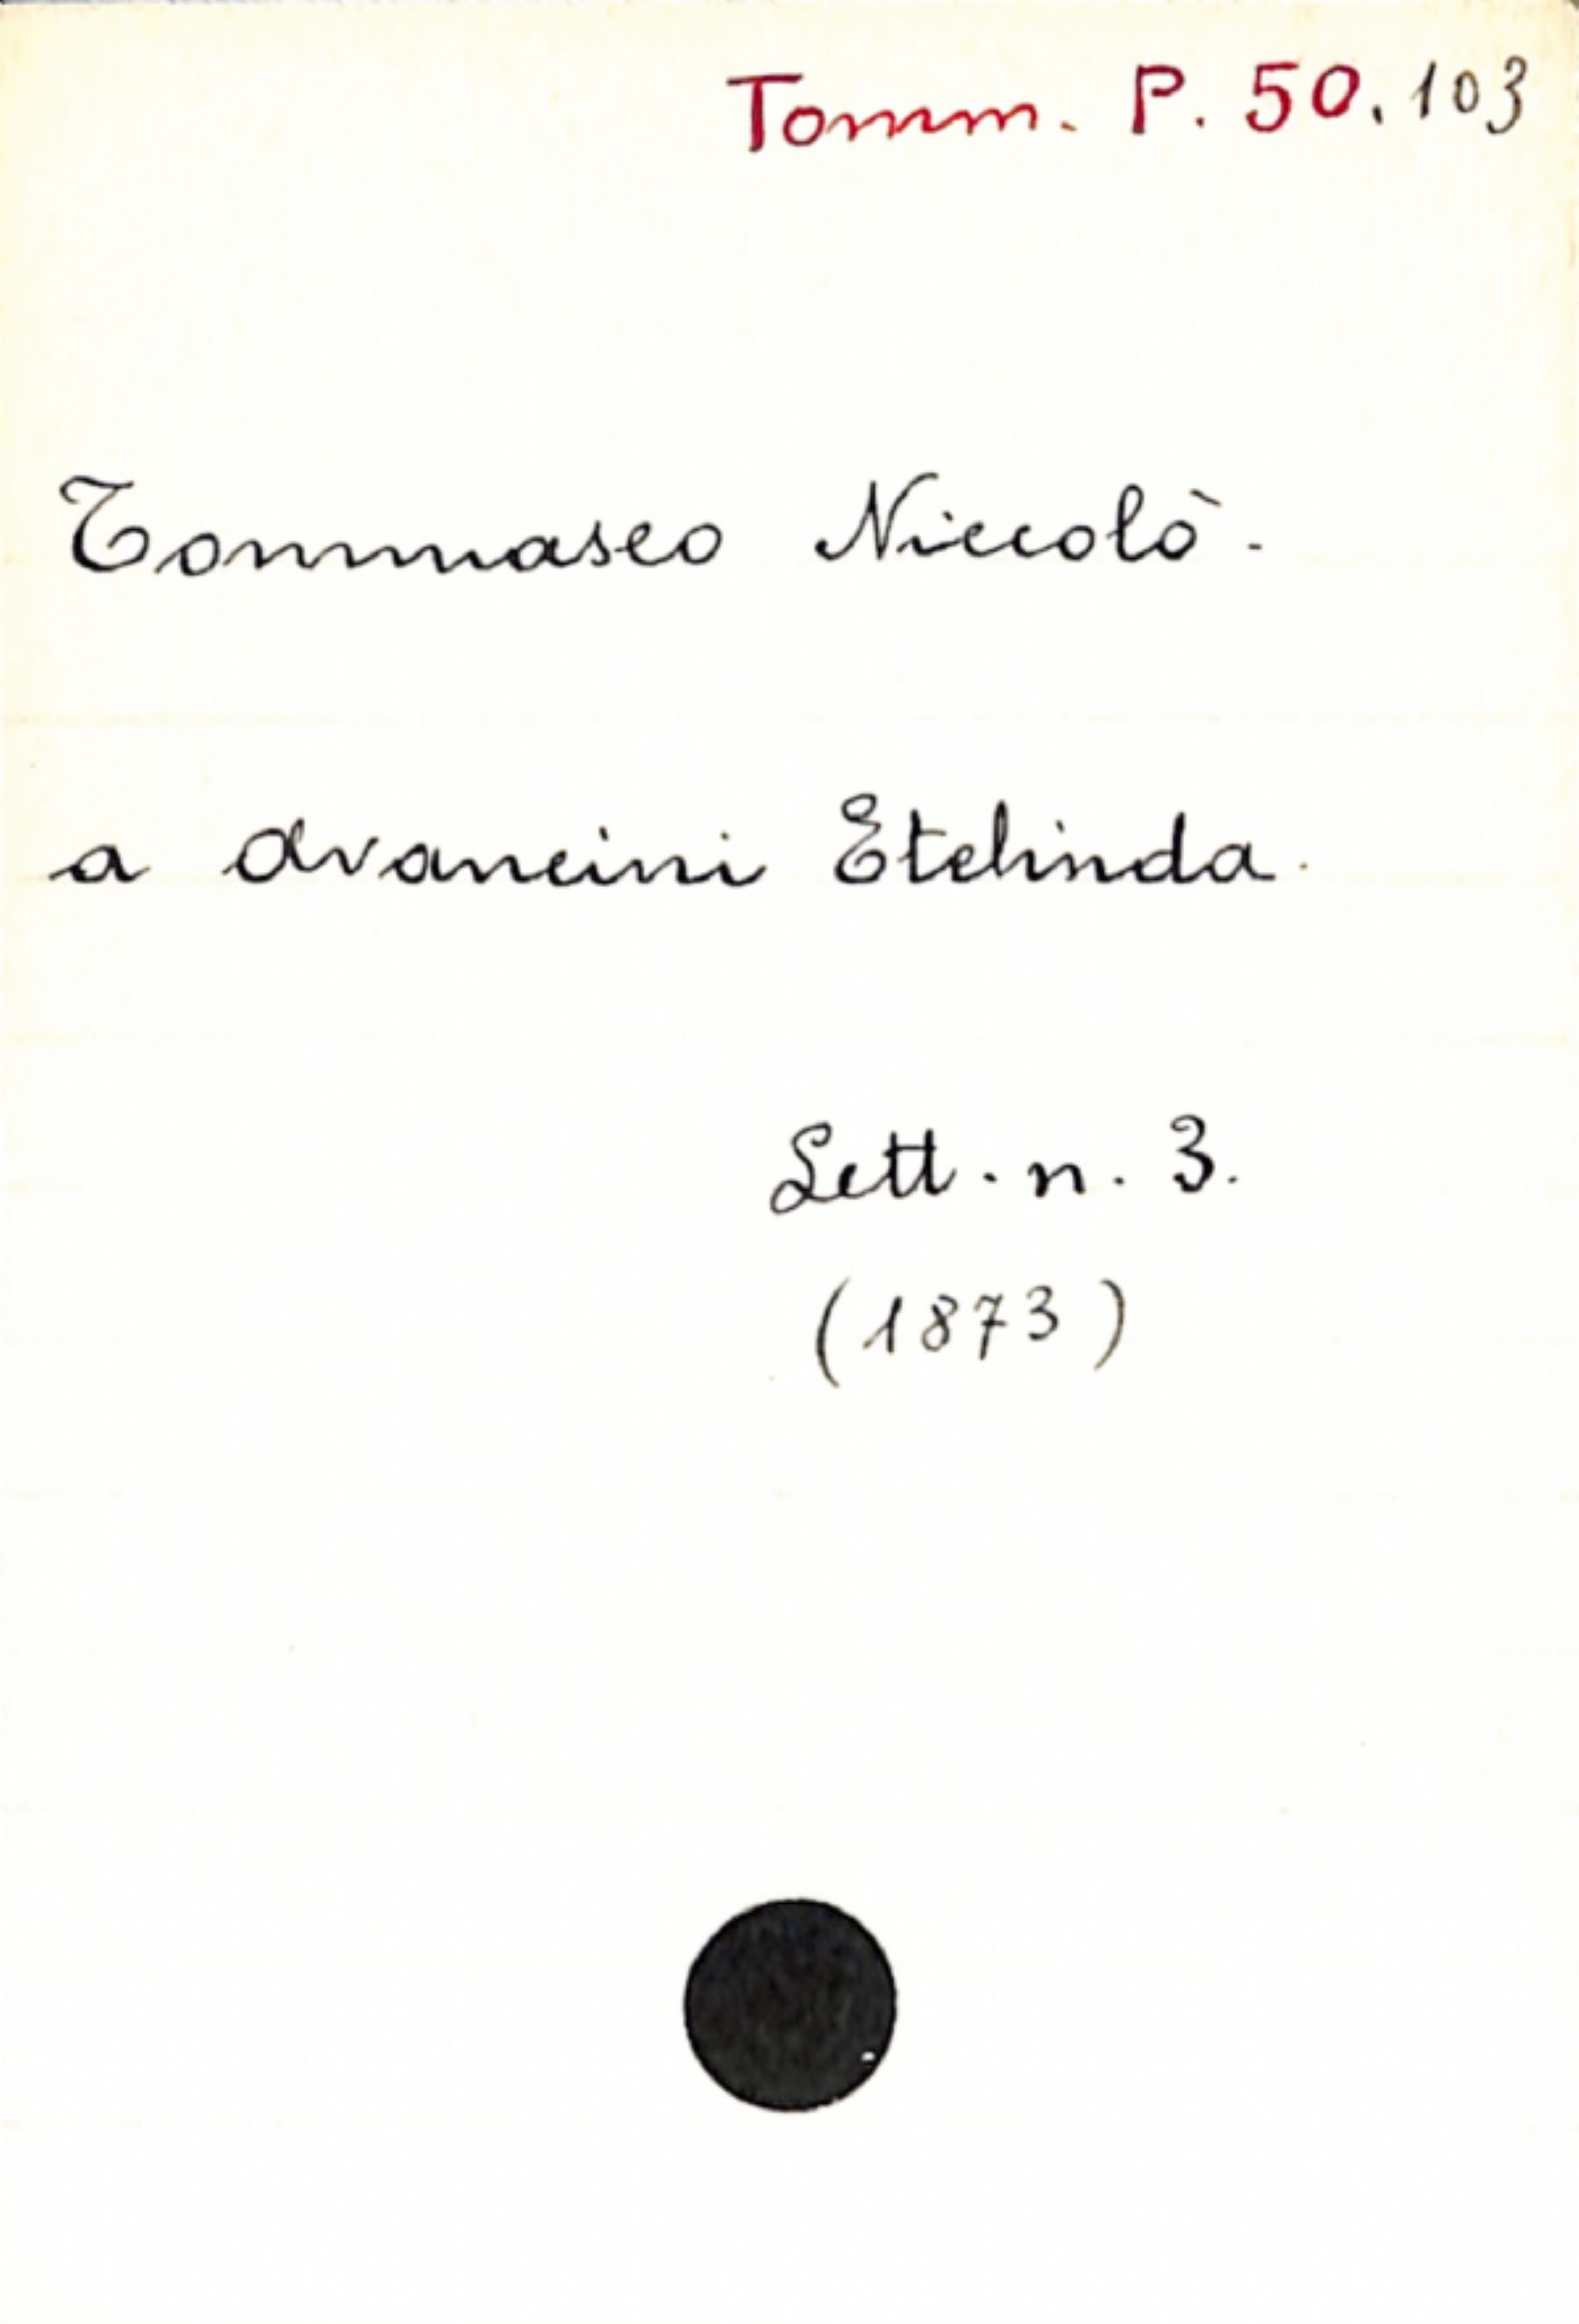 Tomm. P. 50. 103
Tommaseo Niccolò.
a Avancini Etelinda.
Lett. n. 3.
(1873)